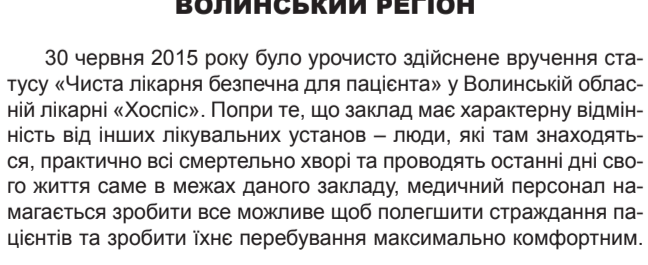 ВОЛИНСЬКИЙ РЕГІОН
30 червня 2015 року було урочисто здійснене вручення ста-
тусу «Чиста лікарня безпечна для пацієнта» у Волинській облас-
ній лікарні «Хоспіс». Попри те, що заклад має характерну відмін-
ність від інших лікувальних установ – люди, які там знаходять-
ся, практично всі смертельно хворі та проводять останні дні сво-
го життя саме в межах даного закладу, медичний персонал на-
магається зробити все можливе щоб полегшити страждання па-
цієнтів та зробити їхнє перебування максимально комфортним.